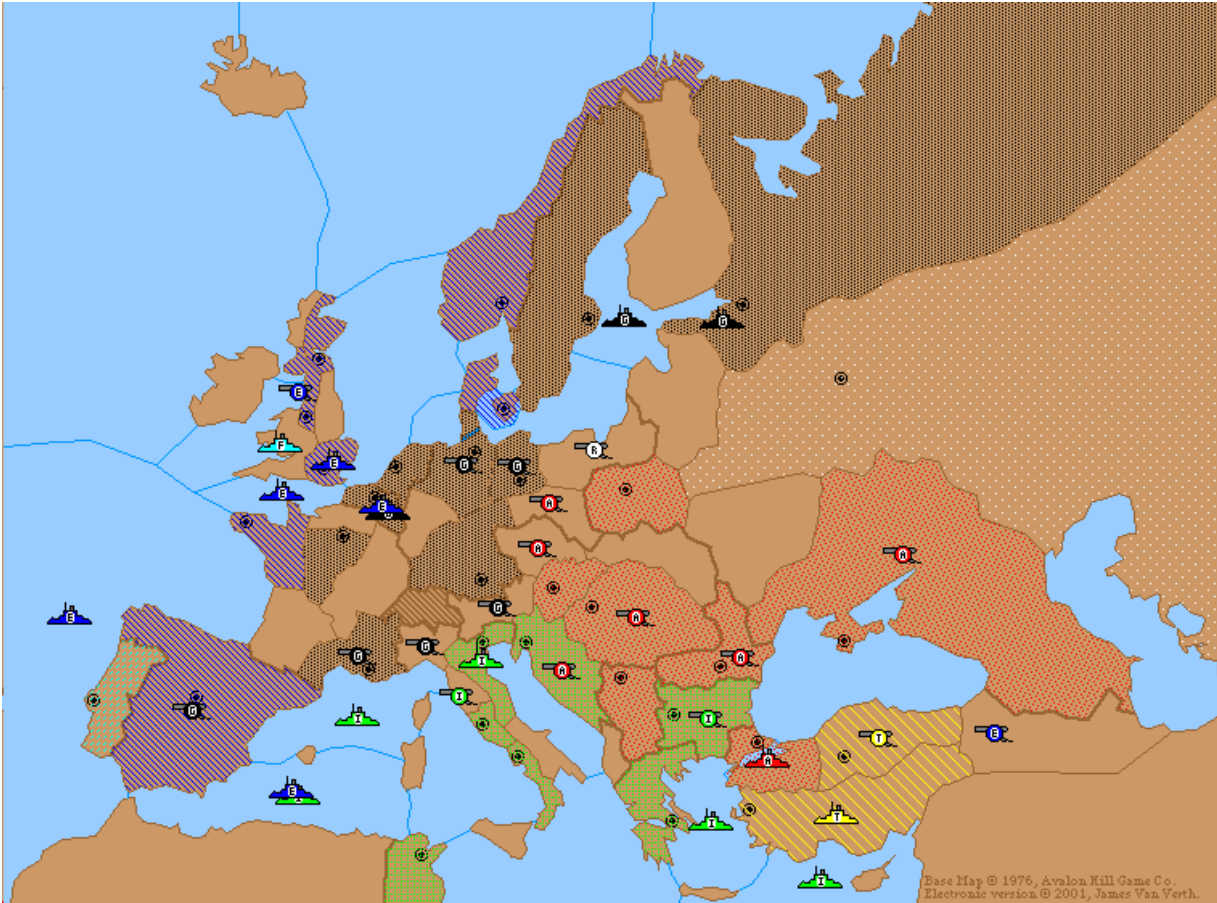 G G
E
F
R
G G E
E A E
A A
G E A
G G A I A
I G I I
T E
A
E
T I
I
Base Map © 1976, Avalon Hill Game Co.
Electronic version © 2001, James Van Verth.